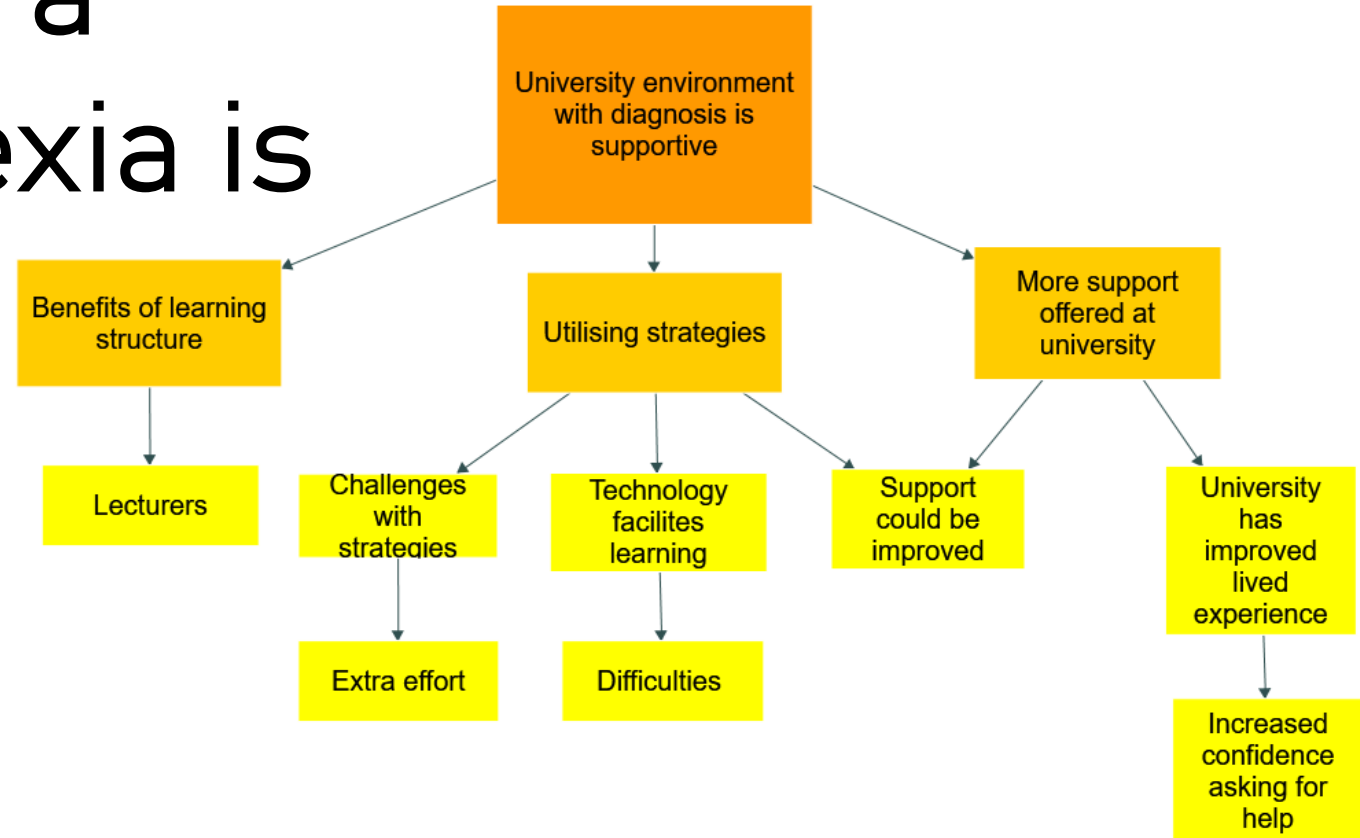 a
exia is
University environment
with diagnosis is
supportive
Benefits of learning
structure
Utilising strategies
More support
offered at
university
Lecturers
Challenges
with
strategies
Technology
facilites
learning
Support
could be
improved
University
has
improved
lived
experience
Extra effort
Difficulties
Increased
confidence
asking for
help